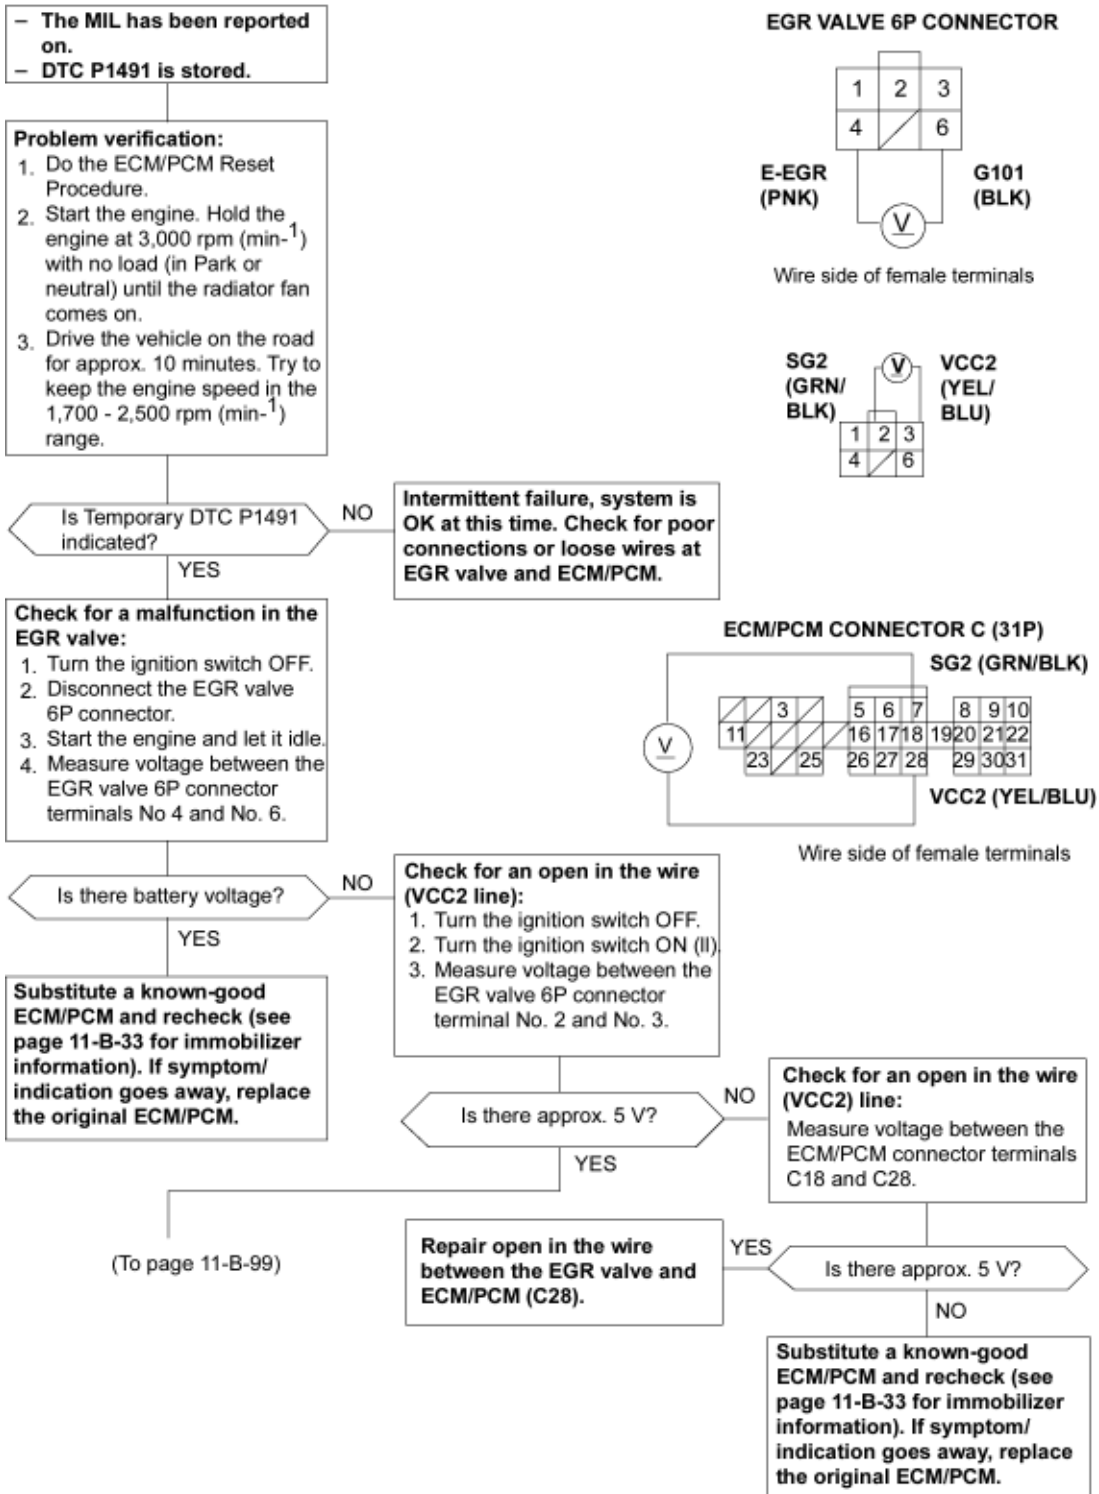 – The MIL has been reported
on.
– DTC P1491 is stored.
Problem verification:
1. Do the ECM/PCM Reset
Procedure.
2. Start the engine. Hold the
engine at 3,000 rpm (min-1)
with no load (in Park or
neutral) until the radiator fan
comes on.
3. Drive the vehicle on the road
for approx. 10 minutes. Try to
keep the engine speed in the
1,700 - 2,500 rpm (min-1)
range.
Is Temporary DTC P1491
indicated?
NO
Intermittent failure, system is
OK at this time. Check for poor
connections or loose wires at
EGR valve and ECM/PCM.
YES
Check for a malfunction in the
EGR valve:
1. Turn the ignition switch OFF.
2. Disconnect the EGR valve
6P connector.
3. Start the engine and let it idle.
4. Measure voltage between the
EGR valve 6P connector
terminals No 4 and No. 6.
Is there battery voltage?
NO
YES
Substitute a known-good
ECM/PCM and recheck (see
page 11-B-33 for immobilizer
information). If symptom/
indication goes away, replace
the original ECM/PCM.
Check for an open in the wire
(VCC2 line):
1. Turn the ignition switch OFF.
2. Turn the ignition switch ON (II).
3. Measure voltage between the
EGR valve 6P connector
terminal No. 2 and No. 3.
Is there approx. 5 V?
NO
YES
(To page 11-B-99)
Check for an open in the wire
(VCC2) line:
Measure voltage between the
ECM/PCM connector terminals
C18 and C28.
Is there approx. 5 V?
YES
Repair open in the wire
between the EGR valve and
ECM/PCM (C28).
NO
Substitute a known-good
ECM/PCM and recheck (see
page 11-B-33 for immobilizer
information). If symptom/
indication goes away, replace
the original ECM/PCM.
EGR VALVE 6P CONNECTOR
1 2 3
4 6
E-EGR
(PNK)
G101
(BLK)
V
Wire side of female terminals
SG2
(GRN/
BLK)
V
VCC2
(YEL/
BLU)
1 2 3
4 6
ECM/PCM CONNECTOR C (31P)
SG2 (GRN/BLK)
V
3 5 6 7 8 9 10
11 16 17 18 19 20 21 22
23 25 26 27 28 29 30 31
VCC2 (YEL/BLU)
Wire side of female terminals